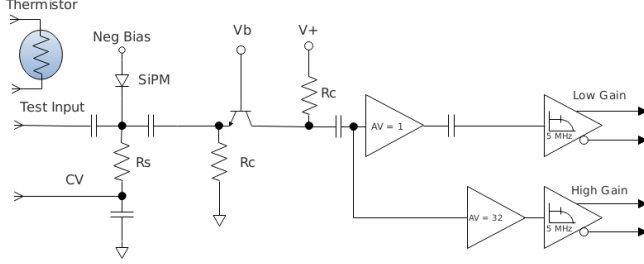 Thermistor
Neg Bias
Vb
V+
SiPM
Rc
Low Gain
Test Input
AV = 1
5 MHz
Rs
Rc
CV
High Gain
AV = 32
5 MHz